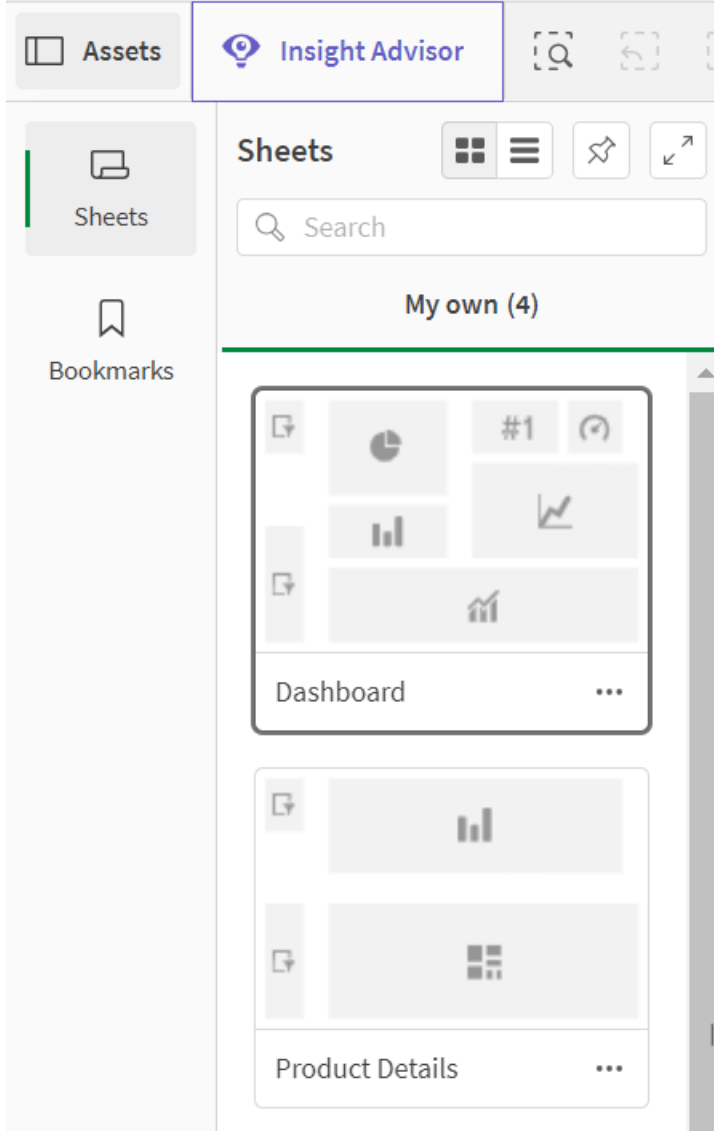 Assets Insight Advisor
Sheets
Sheets
Bookmarks
Search
My own (4)
#1
Dashboard
Product Details